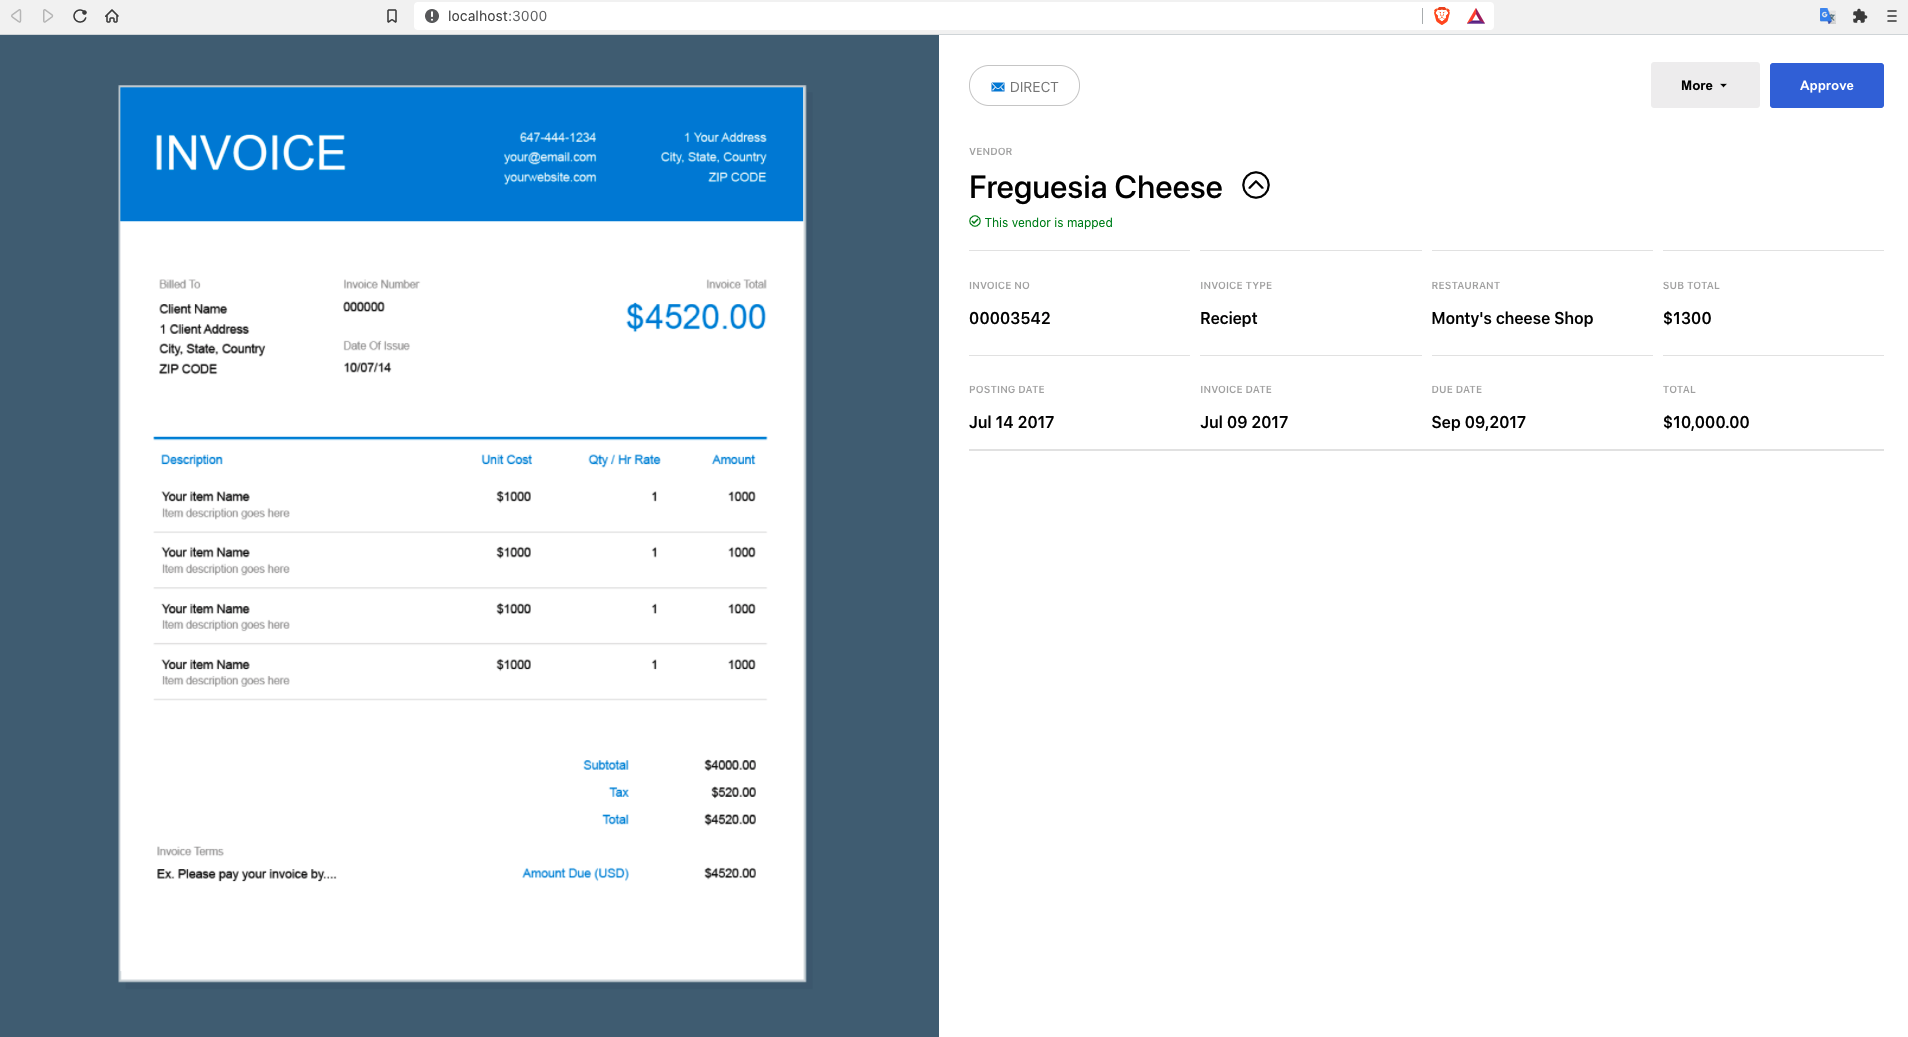 localhost:3000
INVOICE
647-444-1234
your@email.com
yourwebsite.com
1 Your Address
City, State, Country
ZIP CODE
Billed To
Client Name
1 Client Address
City, State, Country
ZIP CODE
Invoice Number
000000
Date Of Issue
10/07/14
Invoice Total
$4520.00
Description Unit Cost Qty / Hr Rate Amount
Your item Name $1000 1 1000
Item description goes here
Your item Name $1000 1 1000
Item description goes here
Your item Name $1000 1 1000
Item description goes here
Your item Name $1000 1 1000
Item description goes here
Subtotal $4000.00
Tax $520.00
Total $4520.00
Invoice Terms
Ex. Please pay your invoice by....
Amount Due (USD) $4520.00
DIRECT
More
Approve
VENDOR
Freguesia Cheese
This vendor is mapped
INVOICE NO INVOICE TYPE RESTAURANT SUB TOTAL
00003542 Reciept Monty's cheese Shop $1300
POSTING DATE INVOICE DATE DUE DATE TOTAL
Jul 14 2017 Jul 09 2017 Sep 09,2017 $10,000.00